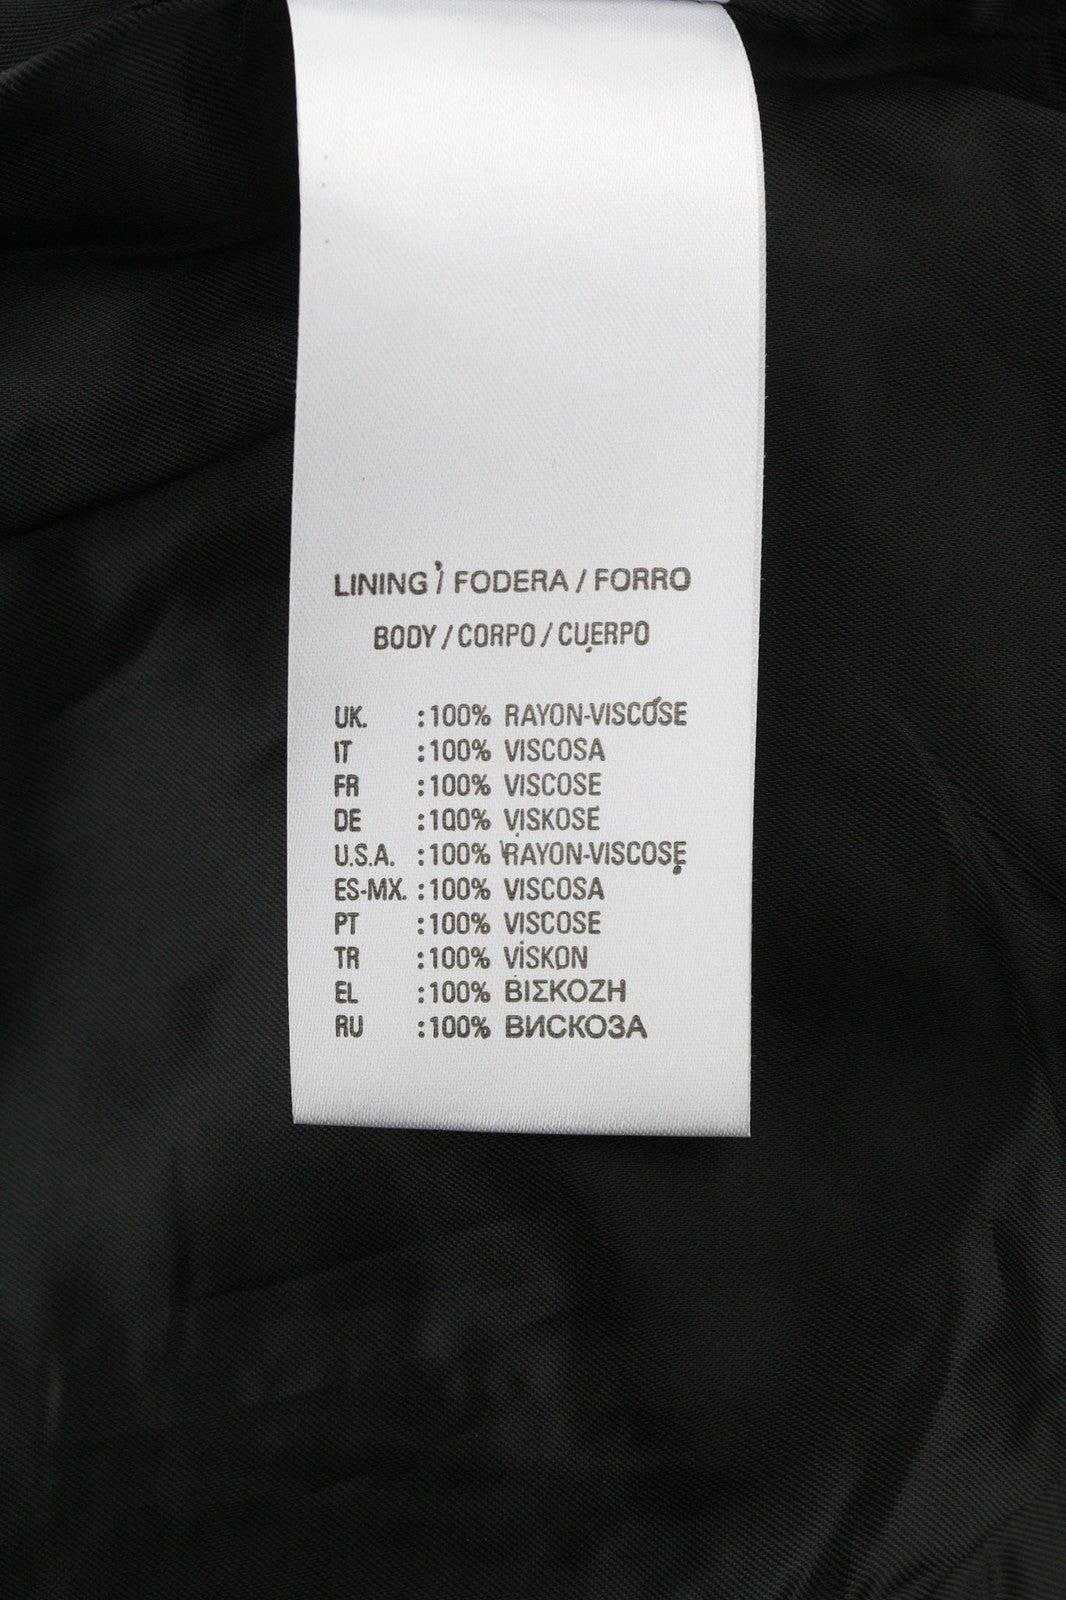 LINING / FODERA / FORRO
BODY / CORPO / CUERPO
UK. :100% RAYON-VISCOSE
IT :100% VISCOSA
FR :100% VISCOSE
DE :100% VISKOSE
U.S.A. :100% RAYON-VISCOSE
ES-MX. :100% VISCOSA
PT :100% VISCOSE
TR :100% VİSKON
EL :100% ΒΙΣΚΟΖΗ
RU :100% ВИСКОЗА